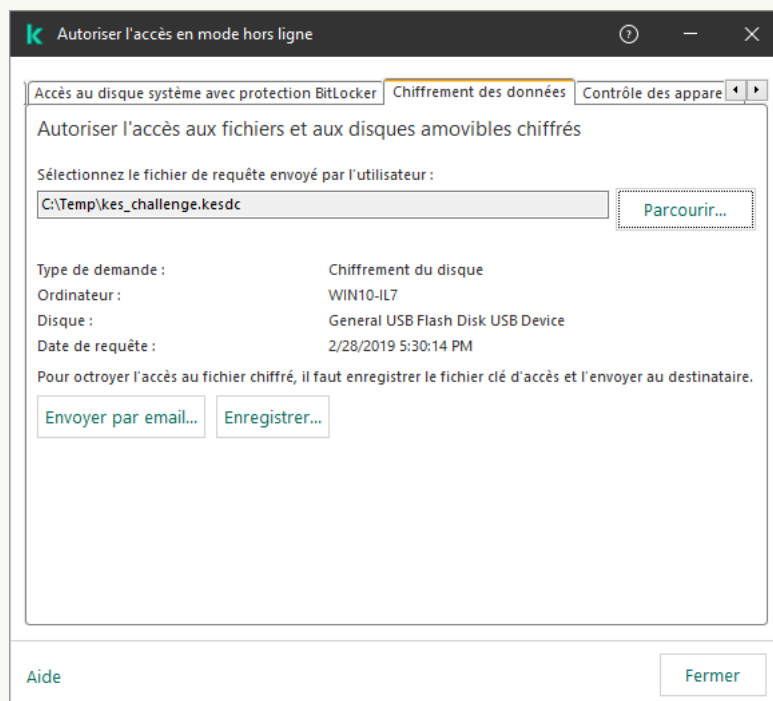 Autoriser l'accès en mode hors ligne
Accès au disque système avec protection BitLocker
Chiffrement des données
Contrôle des appare
Autoriser l'accès aux fichiers et aux disques amovibles chiffrés
Sélectionnez le fichier de requête envoyé par l'utilisateur :
C:\Temp\kes_challenge.kesdc
Parcourir...
Type de demande : Chiffrement du disque
Ordinateur : WIN10-IL7
Disque : General USB Flash Disk USB Device
Date de requête : 2/28/2019 5:30:14 PM
Pour octroyer l'accès au fichier chiffré, il faut enregistrer le fichier clé d'accès et l'envoyer au destinataire.
Envoyer par email... Enregistrer...
Aide
Fermer